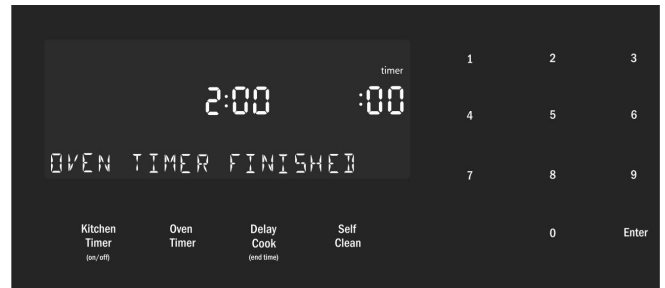 timer
2:00 :00
OVEN TIMER FINISHED
Kitchen Timer (on/off)
Oven Timer
Delay Cook (end time)
Self Clean
1 2 3
4 5 6
7 8 9
0 Enter